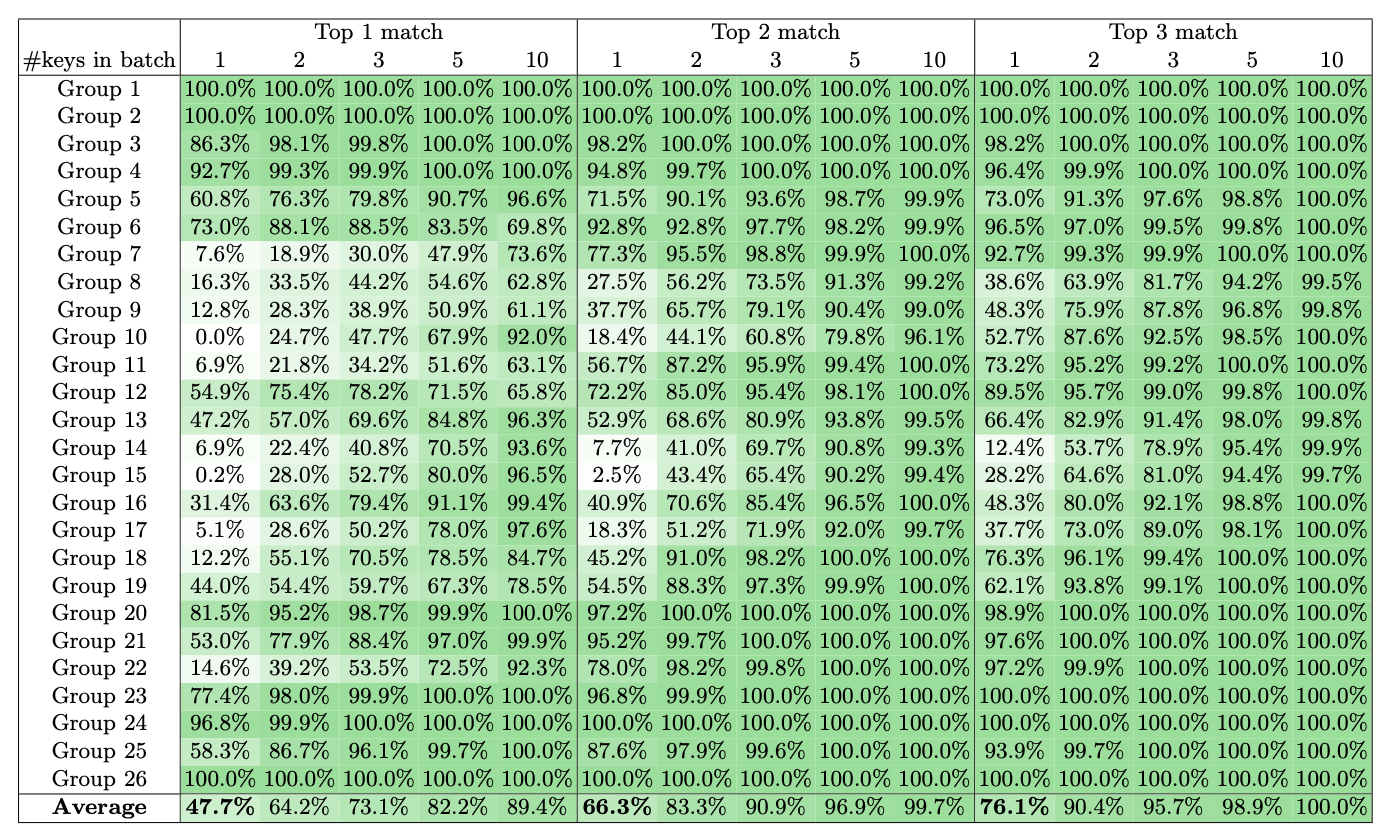 Top 1 match Top 2 match Top 3 match
#keys in batch 1 2 3 5 10 1 2 3 5 10 1 2 3 5 10
Group 1 100.0% 100.0% 100.0% 100.0% 100.0% 100.0% 100.0% 100.0% 100.0% 100.0% 100.0% 100.0% 100.0% 100.0% 100.0%
Group 2 100.0% 100.0% 100.0% 100.0% 100.0% 100.0% 100.0% 100.0% 100.0% 100.0% 100.0% 100.0% 100.0% 100.0% 100.0%
Group 3 86.3% 98.1% 99.8% 100.0% 100.0% 98.2% 100.0% 100.0% 100.0% 100.0% 98.2% 100.0% 100.0% 100.0% 100.0%
Group 4 92.7% 99.3% 99.9% 100.0% 100.0% 94.8% 99.7% 100.0% 100.0% 100.0% 96.4% 99.9% 100.0% 100.0% 100.0%
Group 5 60.8% 76.3% 79.8% 90.7% 96.6% 71.5% 90.1% 93.6% 98.7% 99.9% 73.0% 91.3% 97.6% 98.8% 100.0%
Group 6 73.0% 88.1% 88.5% 83.5% 69.8% 92.8% 92.8% 97.7% 98.2% 99.9% 96.5% 97.0% 99.5% 99.8% 100.0%
Group 7 7.6% 18.9% 30.0% 47.9% 73.6% 77.3% 95.5% 98.8% 99.9% 100.0% 92.7% 99.3% 99.9% 100.0% 100.0%
Group 8 16.3% 33.5% 44.2% 54.6% 62.8% 27.5% 56.2% 73.5% 91.3% 99.2% 38.6% 63.9% 81.7% 94.2% 99.5%
Group 9 12.8% 28.3% 38.9% 50.9% 61.1% 37.7% 65.7% 79.1% 90.4% 99.0% 48.3% 75.9% 87.8% 96.8% 99.8%
Group 10 0.0% 24.7% 47.7% 67.9% 92.0% 18.4% 44.1% 60.8% 79.8% 96.1% 52.7% 87.6% 92.5% 98.5% 100.0%
Group 11 6.9% 21.8% 34.2% 51.6% 63.1% 56.7% 87.2% 95.9% 99.4% 100.0% 73.2% 95.2% 99.2% 100.0% 100.0%
Group 12 54.9% 75.4% 78.2% 71.5% 65.8% 72.2% 85.0% 95.4% 98.1% 100.0% 89.5% 95.7% 99.0% 99.8% 100.0%
Group 13 47.2% 57.0% 69.6% 84.8% 96.3% 52.9% 68.6% 80.9% 93.8% 99.5% 66.4% 82.9% 91.4% 98.0% 99.8%
Group 14 6.9% 22.4% 40.8% 70.5% 93.6% 7.7% 41.0% 69.7% 90.8% 99.3% 12.4% 53.7% 78.9% 95.4% 99.9%
Group 15 0.2% 28.0% 52.7% 80.0% 96.5% 2.5% 43.4% 65.4% 90.2% 99.4% 28.2% 64.6% 81.0% 94.4% 99.7%
Group 16 31.4% 63.6% 79.4% 91.1% 99.4% 40.9% 70.6% 85.4% 96.5% 100.0% 48.3% 80.0% 92.1% 98.8% 100.0%
Group 17 5.1% 28.6% 50.2% 78.0% 97.6% 18.3% 51.2% 71.9% 92.0% 99.7% 37.7% 73.0% 89.0% 98.1% 100.0%
Group 18 12.2% 55.1% 70.5% 78.5% 84.7% 45.2% 91.0% 98.2% 100.0% 100.0% 76.3% 96.1% 99.4% 100.0% 100.0%
Group 19 44.0% 54.4% 59.7% 67.3% 78.5% 54.5% 88.3% 97.3% 99.9% 100.0% 62.1% 93.8% 99.1% 100.0% 100.0%
Group 20 81.5% 95.2% 98.7% 99.9% 100.0% 97.2% 100.0% 100.0% 100.0% 100.0% 98.9% 100.0% 100.0% 100.0% 100.0%
Group 21 53.0% 77.9% 88.4% 97.0% 99.9% 95.2% 99.7% 100.0% 100.0% 100.0% 97.6% 100.0% 100.0% 100.0% 100.0%
Group 22 14.6% 39.2% 53.5% 72.5% 92.3% 78.0% 98.2% 99.8% 100.0% 100.0% 97.2% 99.9% 100.0% 100.0% 100.0%
Group 23 77.4% 98.0% 99.9% 100.0% 100.0% 96.8% 99.9% 100.0% 100.0% 100.0% 100.0% 100.0% 100.0% 100.0% 100.0%
Group 24 96.8% 99.9% 100.0% 100.0% 100.0% 100.0% 100.0% 100.0% 100.0% 100.0% 100.0% 100.0% 100.0% 100.0% 100.0%
Group 25 58.3% 86.7% 96.1% 99.7% 100.0% 87.6% 97.9% 99.6% 100.0% 100.0% 93.9% 99.7% 100.0% 100.0% 100.0%
Group 26 100.0% 100.0% 100.0% 100.0% 100.0% 100.0% 100.0% 100.0% 100.0% 100.0% 100.0% 100.0% 100.0% 100.0% 100.0%
Average 47.7% 64.2% 73.1% 82.2% 89.4% 66.3% 83.3% 90.9% 96.9% 99.7% 76.1% 90.4% 95.7% 98.9% 100.0%